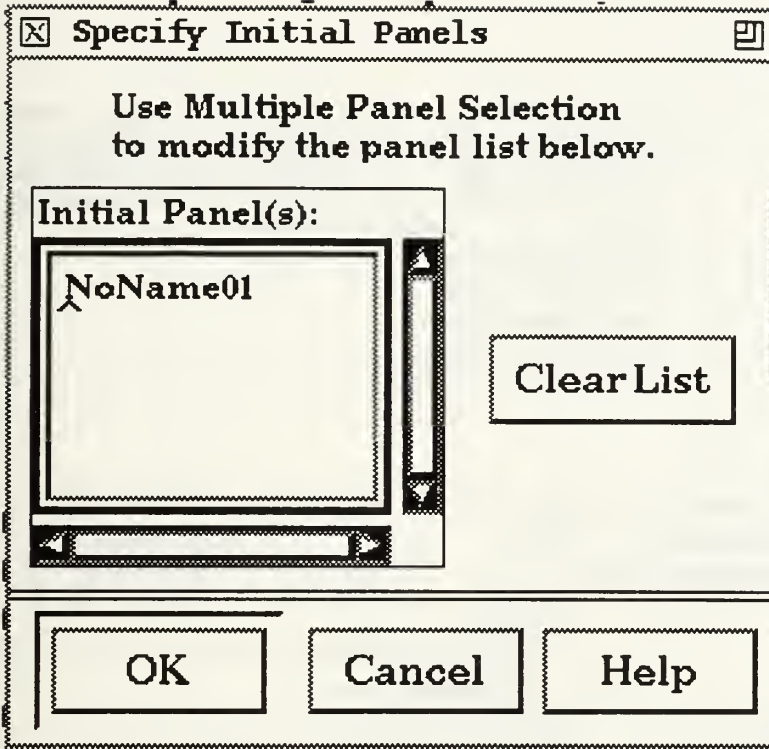 Specify Initial Panels
Use Multiple Panel Selection
to modify the panel list below.
Initial Panel(s):
NoName01
Clear List
OK
Cancel
Help